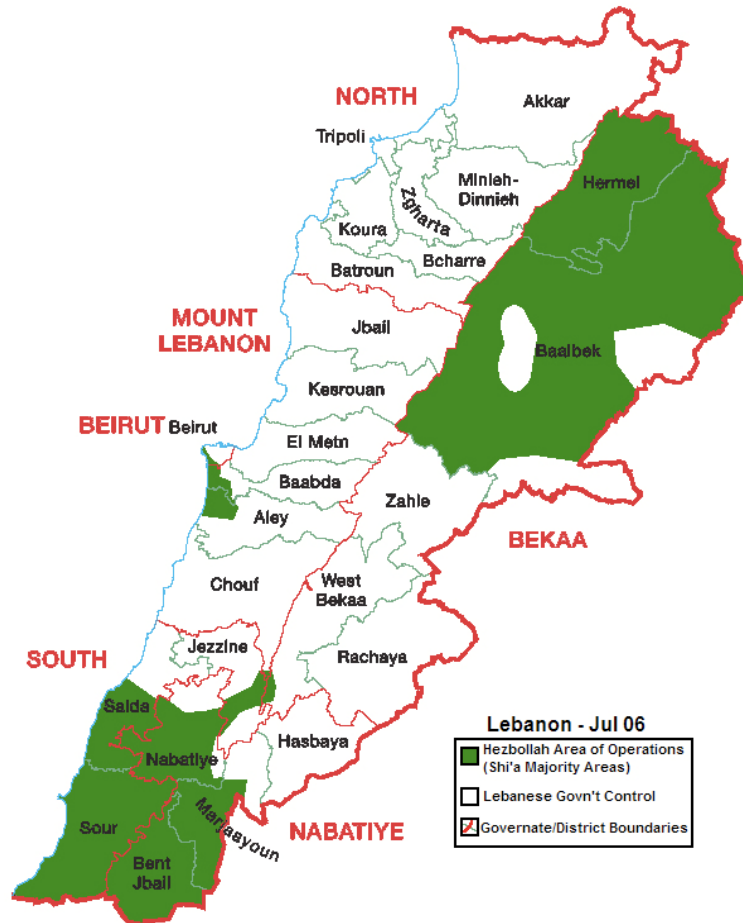 Akkar
NORTH
Tripoli
Hermel
Minieh-
Dinnieh
Zgharta
Koura
Bcharre
Batroun
MOUNT
LEBANON
Jbail
Baalbek
Kesrouan
BEIRUT Beirut
El Metn
Baabda
Zahle
Aley
BEKAA
Chouf
West
Bekaa
Jezzine
SOUTH
Rachaya
Saida
Hasbaya
Nabatiye
Marjaayoun
NABATIYE
Sour
Bent
Jbail
Lebanon - Jul 06
Hezbollah Area of Operations
(Shi'a Majority Areas)
Lebanese Govn't Control
Governate/District Boundaries